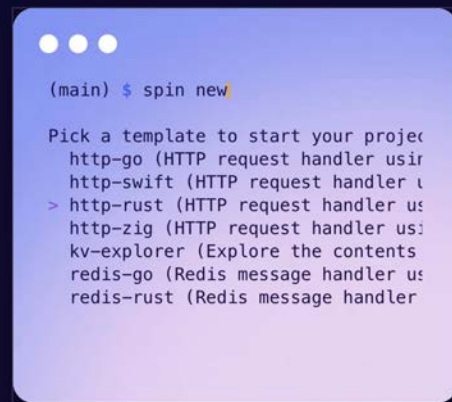 (main) $ spin new
Pick a template to start your projec
http-go (HTTP request handler usin
http-swift (HTTP request handler u
> http-rust (HTTP request handler us
http-zig (HTTP request handler usi
kv-explorer (Explore the contents
redis-go (Redis message handler us
redis-rust (Redis message handler